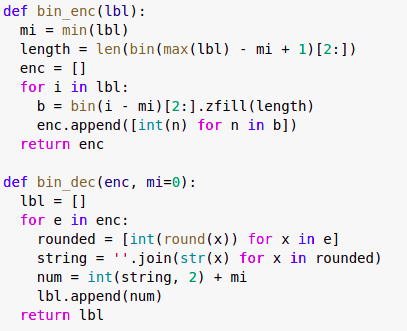 def bin_enc(lbl):
  mi = min(lbl)
  length = len(bin(max(lbl) - mi + 1)[2:])
  enc = []
  for i in lbl:
    b = bin(i - mi)[2:].zfill(length)
    enc.append([int(n) for n in b])
  return enc

def bin_dec(enc, mi=0):
  lbl = []
  for e in enc:
    rounded = [int(round(x)) for x in e]
    string = ''.join(str(x) for x in rounded)
    num = int(string, 2) + mi
    lbl.append(num)
  return lbl